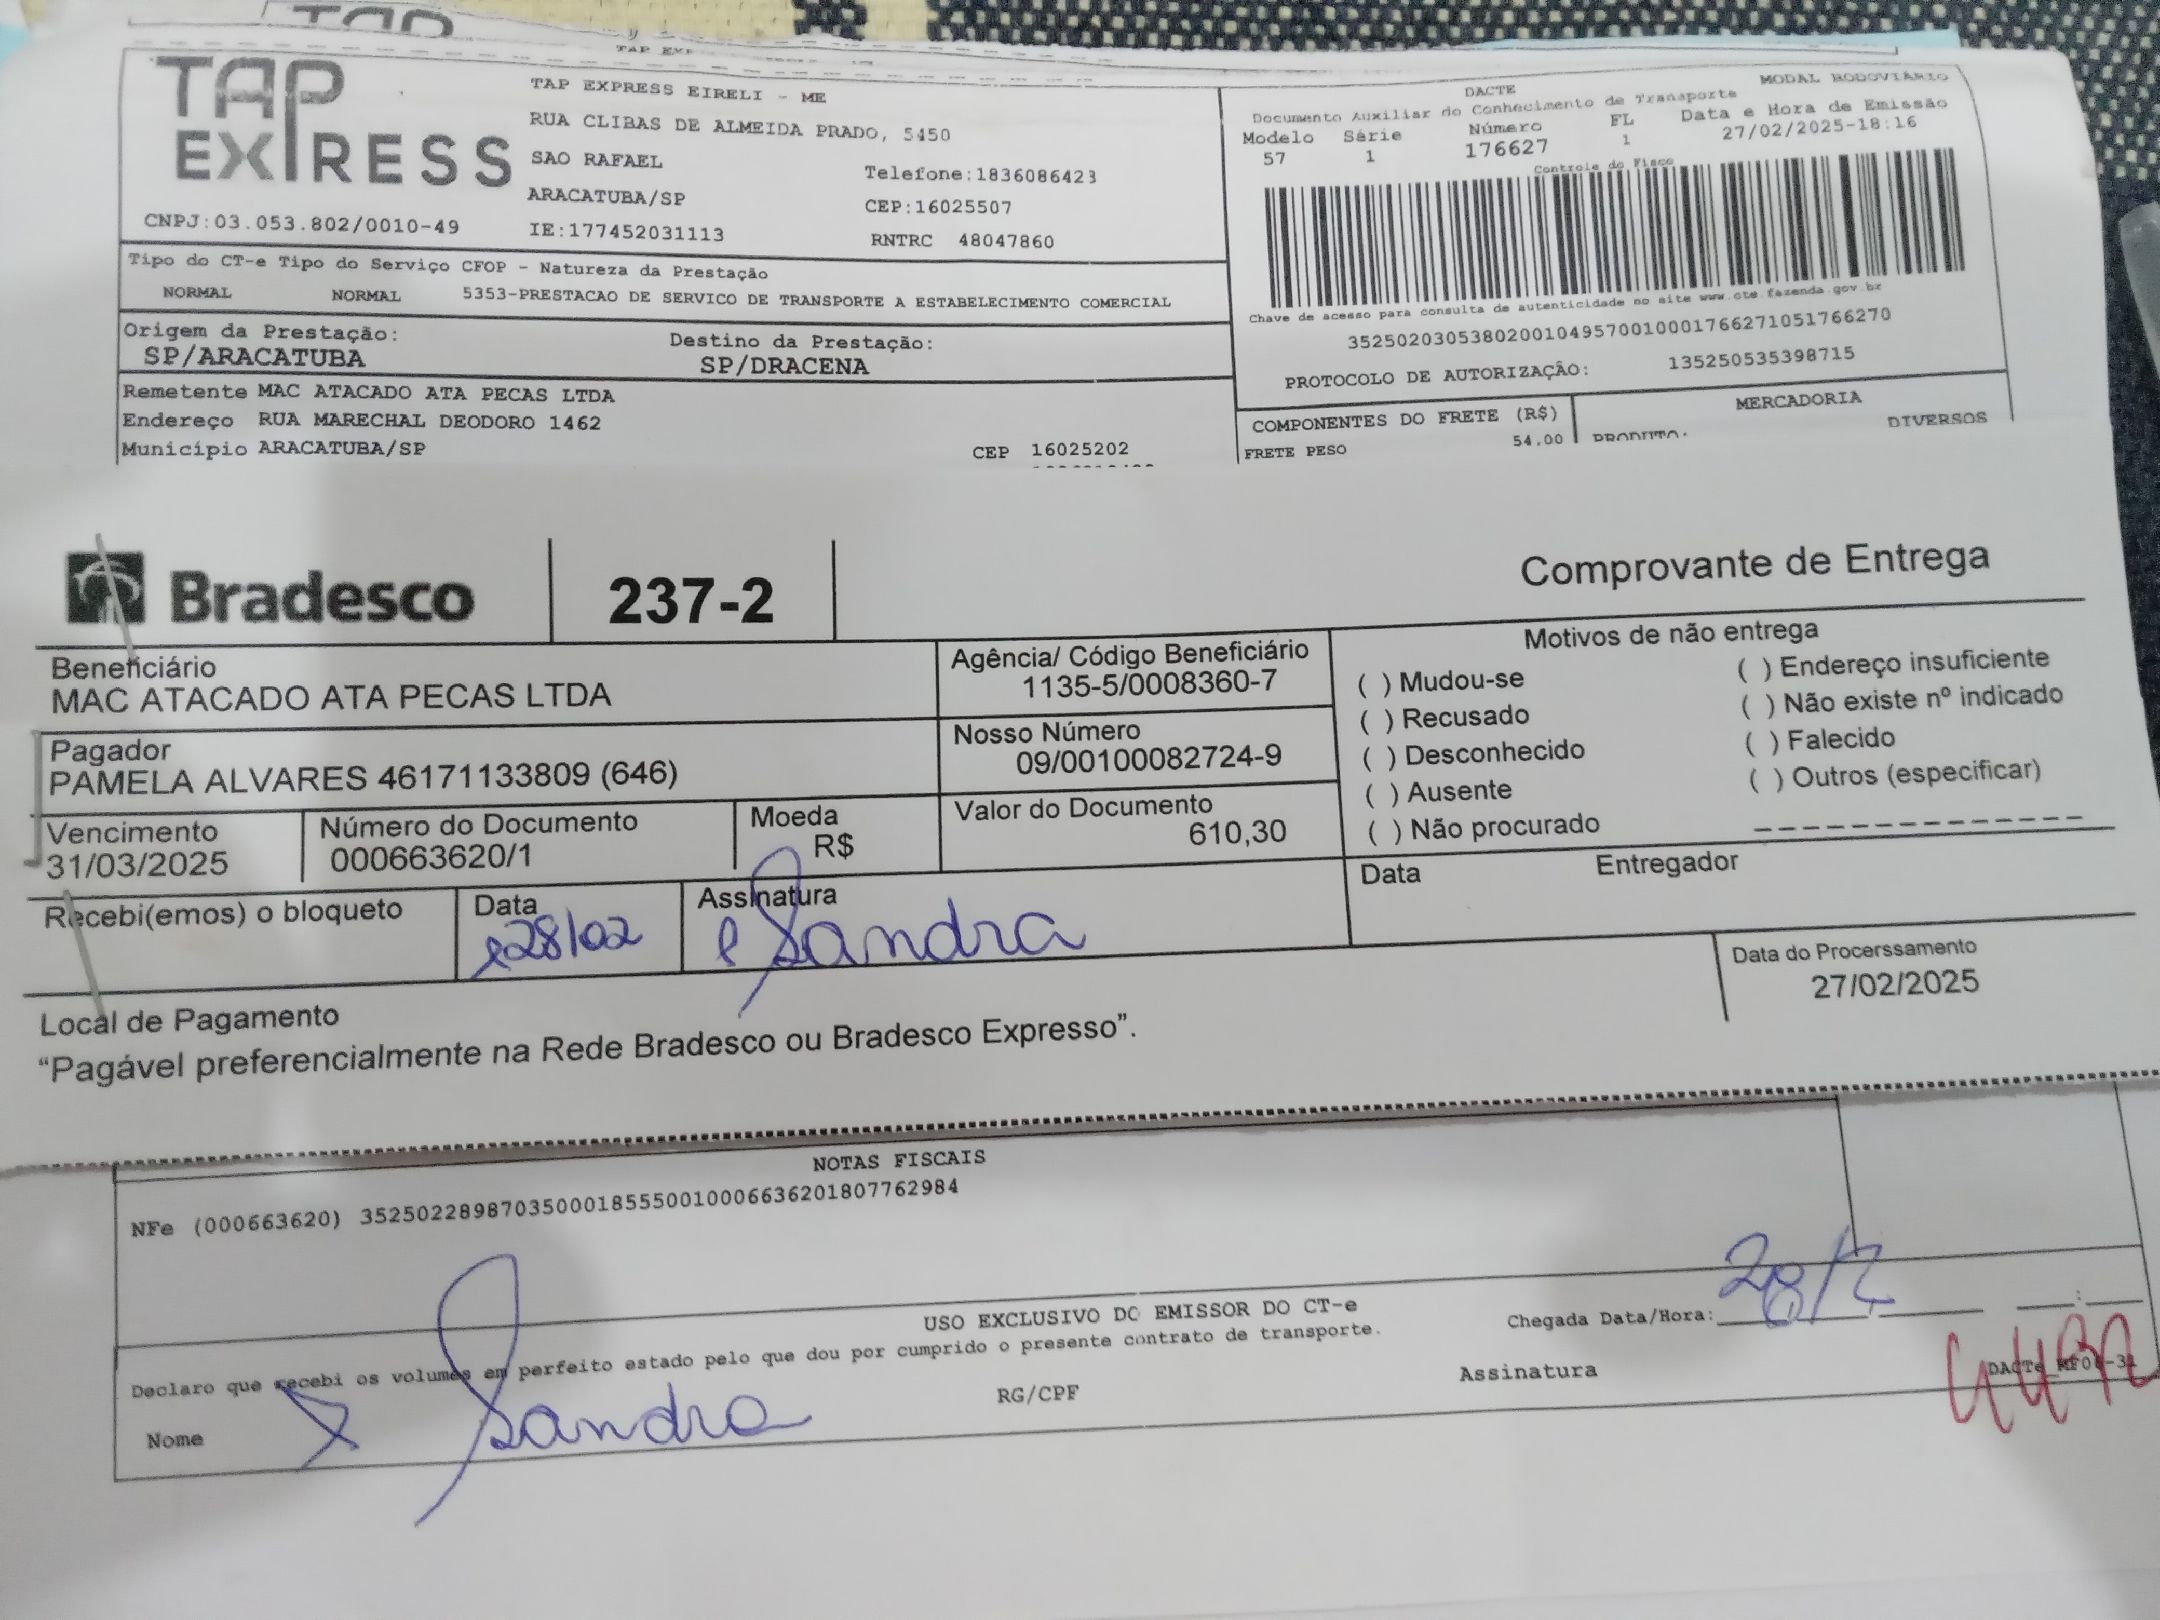 TAP
TAP EXPRESS
TAP EXPRESS EIRELI - ME
RUA CLIBAS DE ALMEIDA PRADO, 5450
SAO RAFAEL
Telefone:1836086423
ARACATUBA/SP
CEP:16025507
CNPJ:03.053.802/0010-49
IE:177452031113
RNTRC 48047860
DACTE
MODAL RODOVIÁRIO
Documento Auxiliar do Conhecimento de Transporte
Modelo Série Número FL Data e Hora de Emissão
57 1 176627 1 27/02/2025-18:16
Controle do Fisco
Chave de acesso para consulta de autenticidade no site www.cte.fazenda.gov.br
35250203053802001049570010001766271051766270
PROTOCOLO DE AUTORIZAÇÃO: 135250535398715
Tipo do CT-e Tipo do Serviço CFOP - Natureza da Prestação
NORMAL NORMAL 5353-PRESTACAO DE SERVICO DE TRANSPORTE A ESTABELECIMENTO COMERCIAL
Origem da Prestação: Destino da Prestação:
SP/ARACATUBA SP/DRACENA
Remetente MAC ATACADO ATA PECAS LTDA
Endereço RUA MARECHAL DEODORO 1462
Município ARACATUBA/SP CEP 16025202
COMPONENTES DO FRETE (R$)
FRETE PESO 54,00
MERCADORIA
PRODUTO: DIVERSOS
Bradesco 237-2 Comprovante de Entrega
Beneficiário
MAC ATACADO ATA PECAS LTDA
Agência/ Código Beneficiário
1135-5/0008360-7
Pagador
PAMELA ALVARES 46171133809 (646)
Nosso Número
09/00100082724-9
Vencimento
31/03/2025
Número do Documento
000663620/1
Moeda
R$
Valor do Documento
610,30
Motivos de não entrega
( ) Mudou-se ( ) Endereço insuficiente
( ) Recusado ( ) Não existe nº indicado
( ) Desconhecido ( ) Falecido
( ) Ausente ( ) Outros (especificar)
( ) Não procurado
Recebi(emos) o bloqueto
Data
28/02
Assinatura
Sandra
Data Entregador
Data do Procerssamento
27/02/2025
Local de Pagamento
“Pagável preferencialmente na Rede Bradesco ou Bradesco Expresso”.
NOTAS FISCAIS
NFe (000663620) 35250228987035000185550010006636201807762984
USO EXCLUSIVO DO EMISSOR DO CT-e
Declaro que recebi os volumes em perfeito estado pelo que dou por cumprido o presente contrato de transporte.
Chegada Data/Hora: 28/2
Nome Sandra
RG/CPF
Assinatura